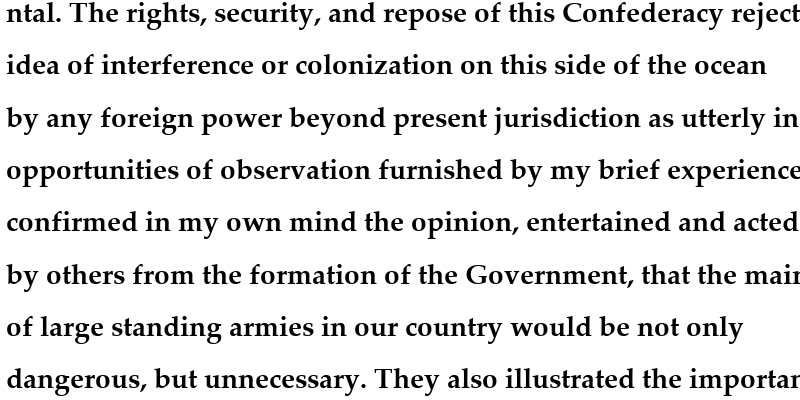 ntal. The rights, security, and repose of this Confederacy reject
idea of interference or colonization on this side of the ocean
by any foreign power beyond present jurisdiction as utterly in
opportunities of observation furnished by my brief experience
confirmed in my own mind the opinion, entertained and acted
by others from the formation of the Government, that the main
of large standing armies in our country would be not only
dangerous, but unnecessary. They also illustrated the importan